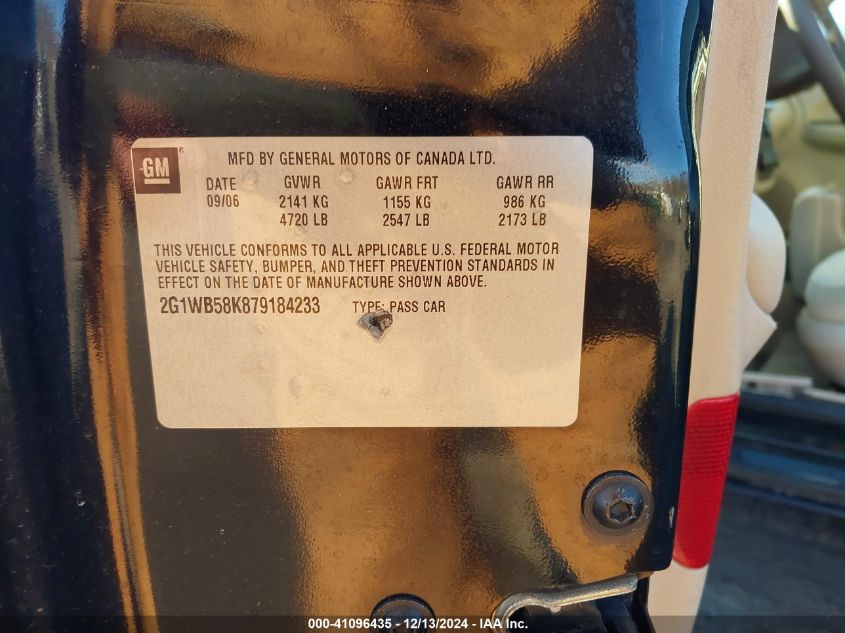 GM
MFD BY GENERAL MOTORS OF CANADA LTD.
DATE GVWR GAWR FRT GAWR RR
09/06 2141 KG 1155 KG 986 KG
4720 LB 2547 LB 2173 LB
THIS VEHICLE CONFORMS TO ALL APPLICABLE U.S. FEDERAL MOTOR
VEHICLE SAFETY, BUMPER, AND THEFT PREVENTION STANDARDS IN
EFFECT ON THE DATE OF MANUFACTURE SHOWN ABOVE.
2G1WB58K879184233 TYPE: PASS CAR
000-41096435 - 12/13/2024 - IAA Inc.